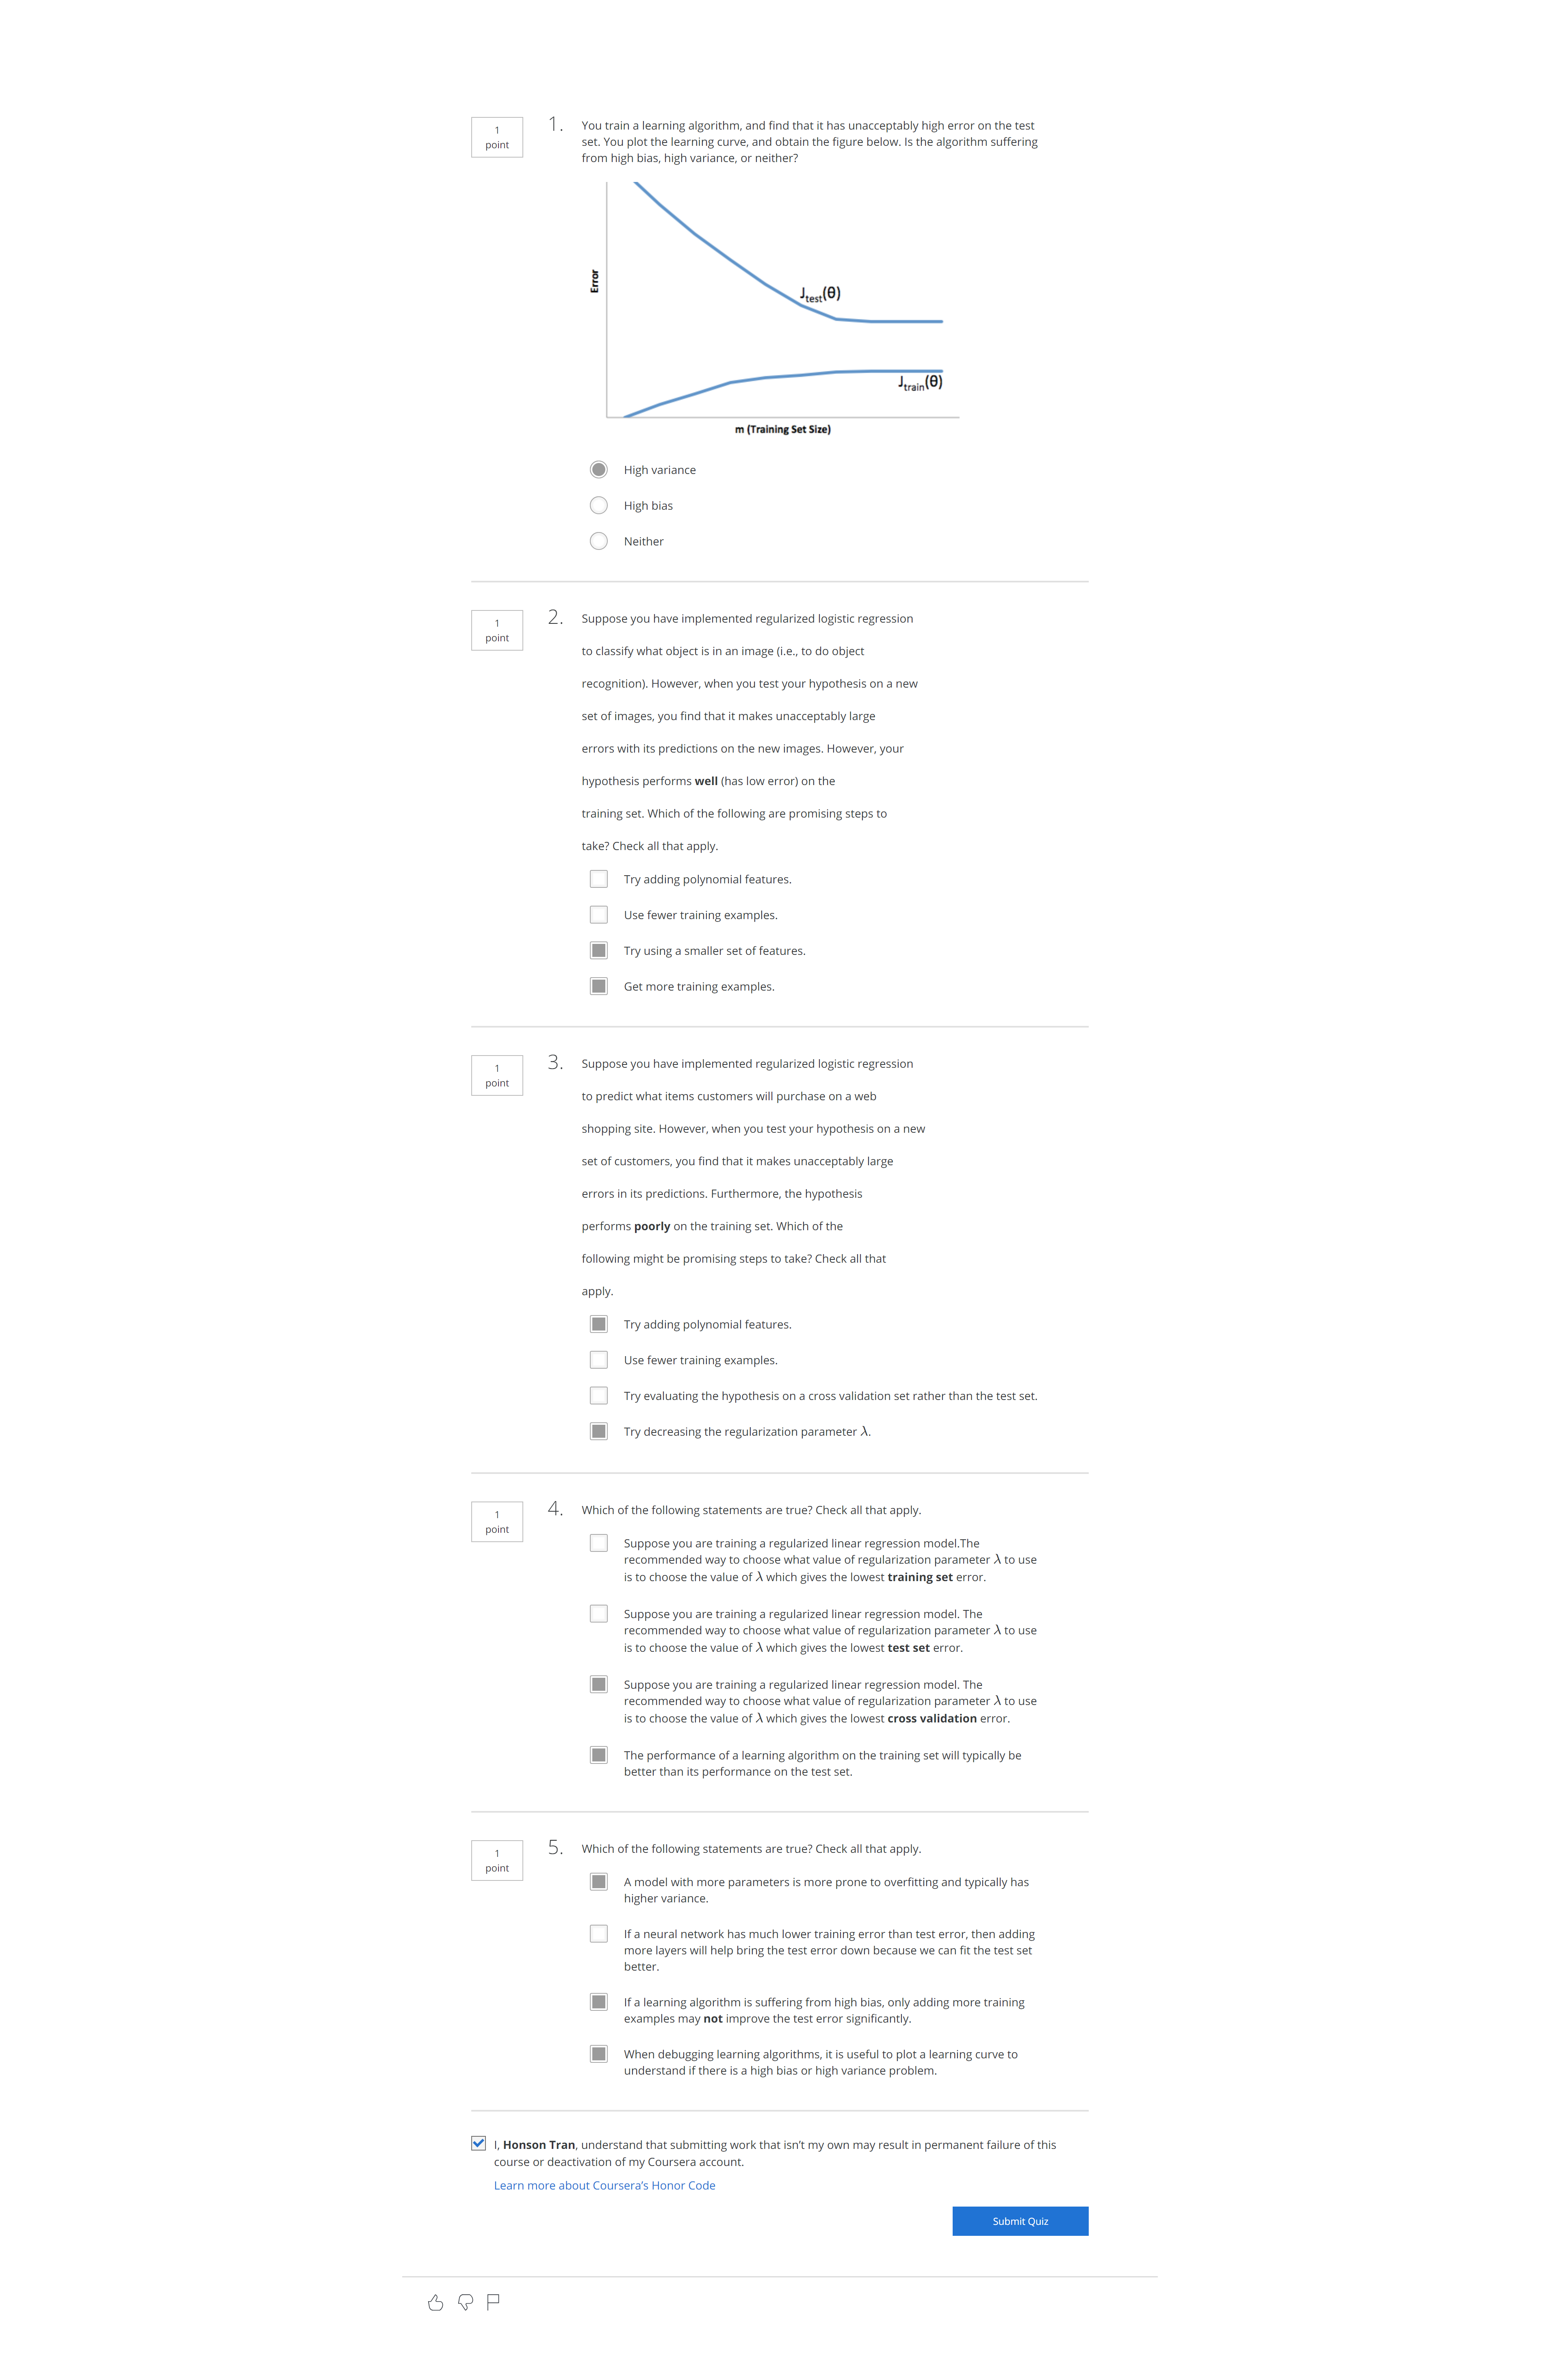 1
point
1.
You train a learning algorithm, and find that it has unacceptably high error on the test
set. You plot the learning curve, and obtain the figure below. Is the algorithm suffering
from high bias, high variance, or neither?
Error
Jtest(θ)
Jtrain(θ)
m (Training Set Size)
High variance
High bias
Neither
1
point
2.
Suppose you have implemented regularized logistic regression
to classify what object is in an image (i.e., to do object
recognition). However, when you test your hypothesis on a new
set of images, you find that it makes unacceptably large
errors with its predictions on the new images. However, your
hypothesis performs well (has low error) on the
training set. Which of the following are promising steps to
take? Check all that apply.
Try adding polynomial features.
Use fewer training examples.
Try using a smaller set of features.
Get more training examples.
1
point
3.
Suppose you have implemented regularized logistic regression
to predict what items customers will purchase on a web
shopping site. However, when you test your hypothesis on a new
set of customers, you find that it makes unacceptably large
errors in its predictions. Furthermore, the hypothesis
performs poorly on the training set. Which of the
following might be promising steps to take? Check all that
apply.
Try adding polynomial features.
Use fewer training examples.
Try evaluating the hypothesis on a cross validation set rather than the test set.
Try decreasing the regularization parameter λ.
1
point
4.
Which of the following statements are true? Check all that apply.
Suppose you are training a regularized linear regression model.The
recommended way to choose what value of regularization parameter λ to use
is to choose the value of λ which gives the lowest training set error.
Suppose you are training a regularized linear regression model. The
recommended way to choose what value of regularization parameter λ to use
is to choose the value of λ which gives the lowest test set error.
Suppose you are training a regularized linear regression model. The
recommended way to choose what value of regularization parameter λ to use
is to choose the value of λ which gives the lowest cross validation error.
The performance of a learning algorithm on the training set will typically be
better than its performance on the test set.
1
point
5.
Which of the following statements are true? Check all that apply.
A model with more parameters is more prone to overfitting and typically has
higher variance.
If a neural network has much lower training error than test error, then adding
more layers will help bring the test error down because we can fit the test set
better.
If a learning algorithm is suffering from high bias, only adding more training
examples may not improve the test error significantly.
When debugging learning algorithms, it is useful to plot a learning curve to
understand if there is a high bias or high variance problem.
I, Honson Tran, understand that submitting work that isn't my own may result in permanent failure of this
course or deactivation of my Coursera account.
Learn more about Coursera's Honor Code
Submit Quiz